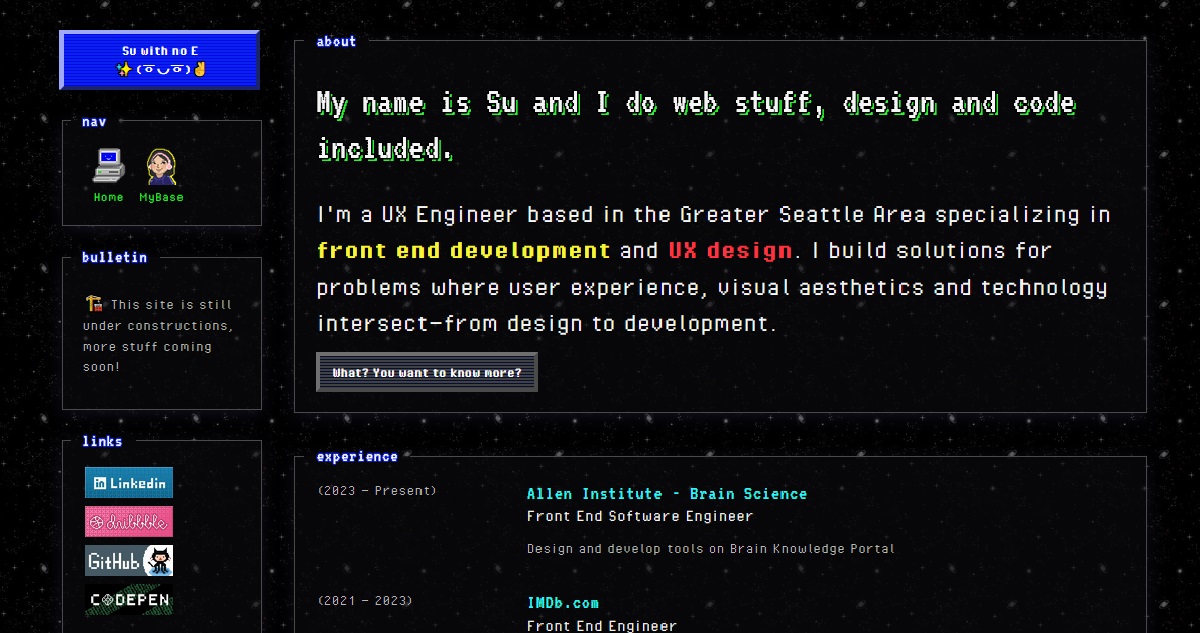 Su with no E
✨(▔◡▔)✌
nav
Home MyBase
bulletin
🏗 This site is still
under constructions,
more stuff coming
soon!
links
in Linkedin
dribbble
GitHub
CODEPEN
about
My name is Su and I do web stuff, design and code
included.
I'm a UX Engineer based in the Greater Seattle Area specializing in
front end development and UX design. I build solutions for
problems where user experience, visual aesthetics and technology
intersect—from design to development.
What? You want to know more?
experience
(2023 - Present)
Allen Institute - Brain Science
Front End Software Engineer
Design and develop tools on Brain Knowledge Portal
(2021 - 2023)
IMDb.com
Front End Engineer